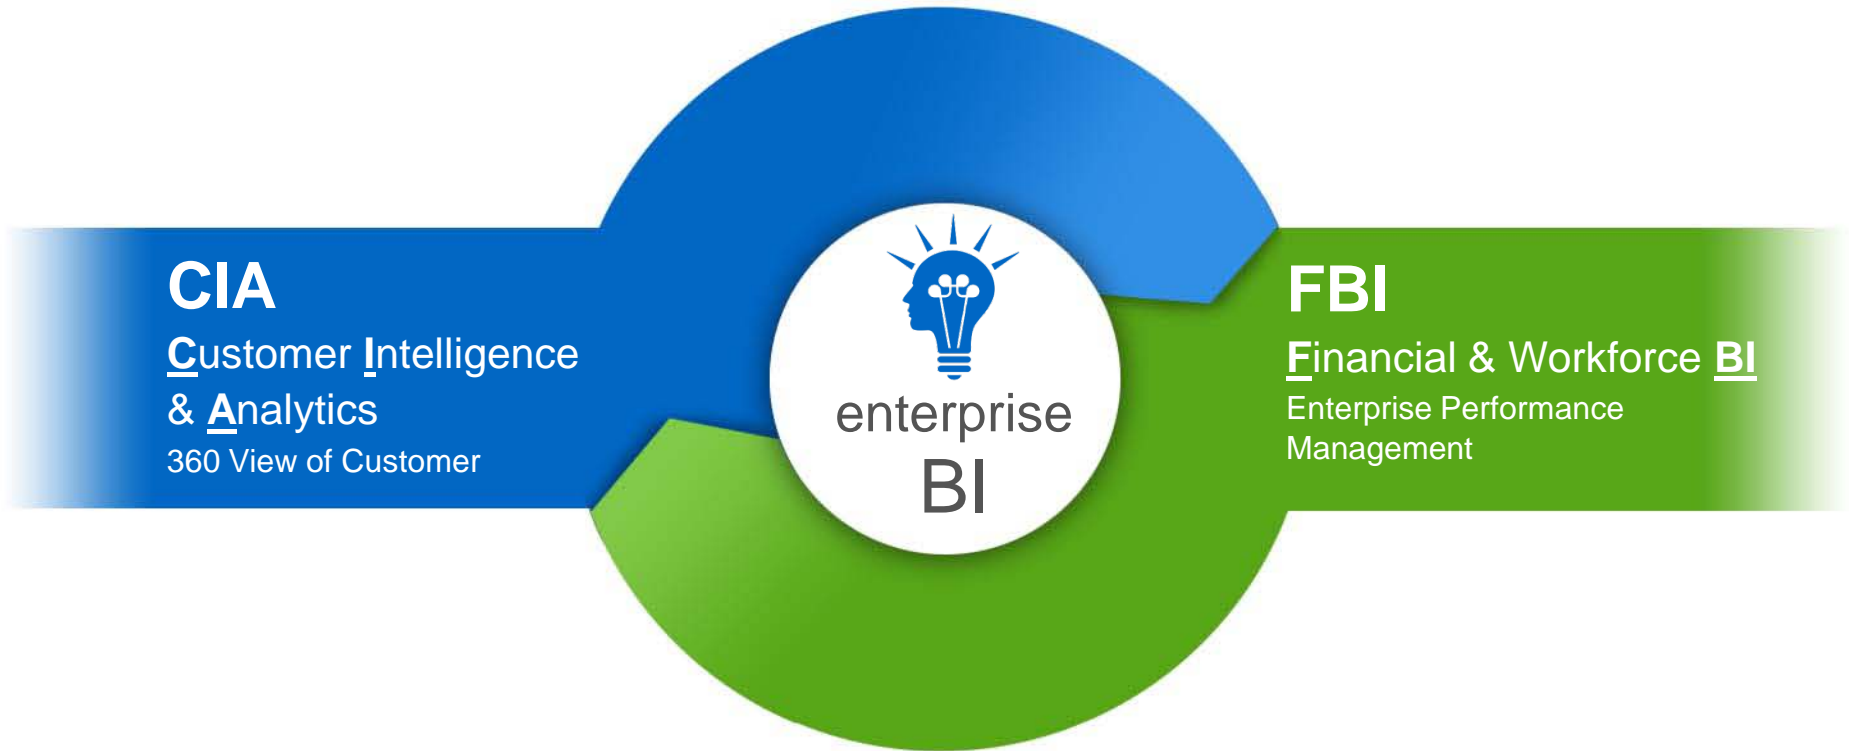 CIA
Customer Intelligence
& Analytics
360 View of Customer
enterprise
BI
FBI
Financial & Workforce BI
Enterprise Performance
Management